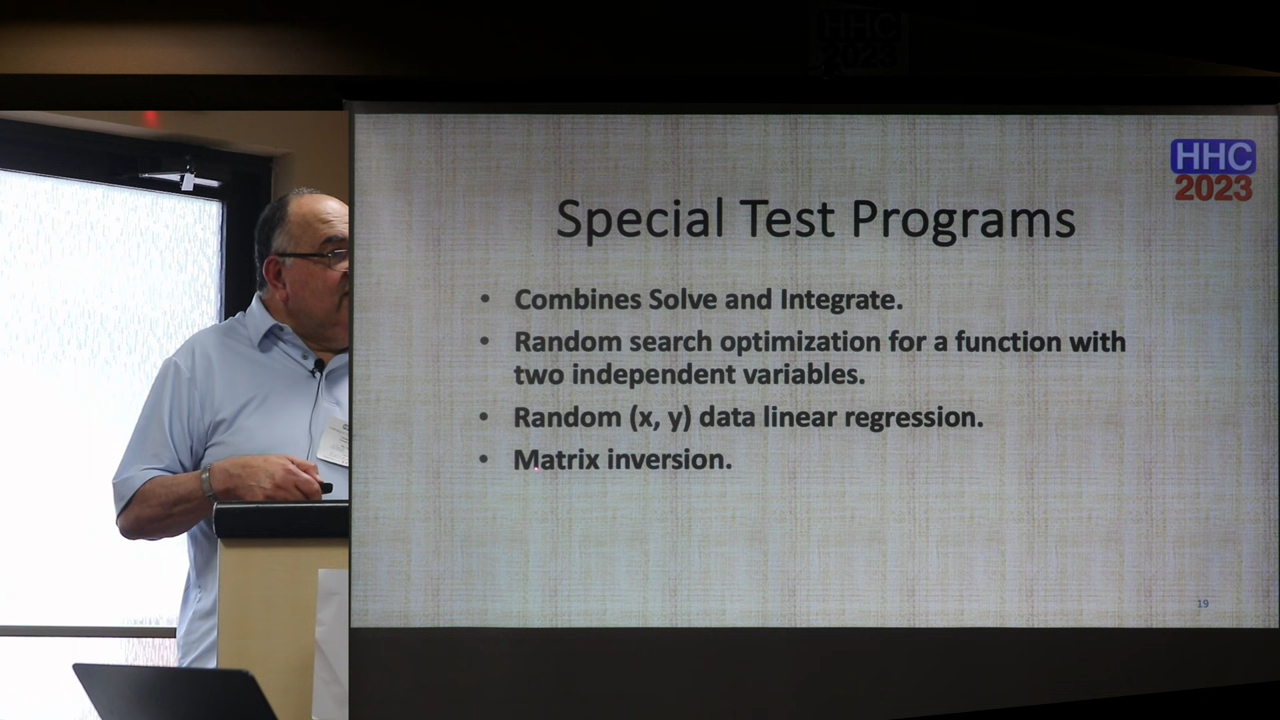 HHC
2023
HHC
2023
Special Test Programs
• Combines Solve and Integrate.
• Random search optimization for a function with
two independent variables.
• Random (x, y) data linear regression.
• Matrix inversion.
19